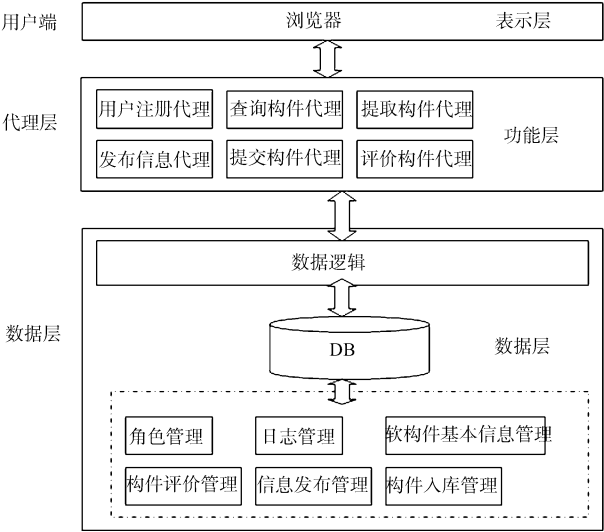 用户端 浏览器 表示层
代理层
用户注册代理 查询构件代理 提取构件代理
功能层
发布信息代理 提交构件代理 评价构件代理
数据逻辑
数据层 DB 数据层
角色管理 日志管理 软构件基本信息管理
构件评价管理 信息发布管理 构件入库管理